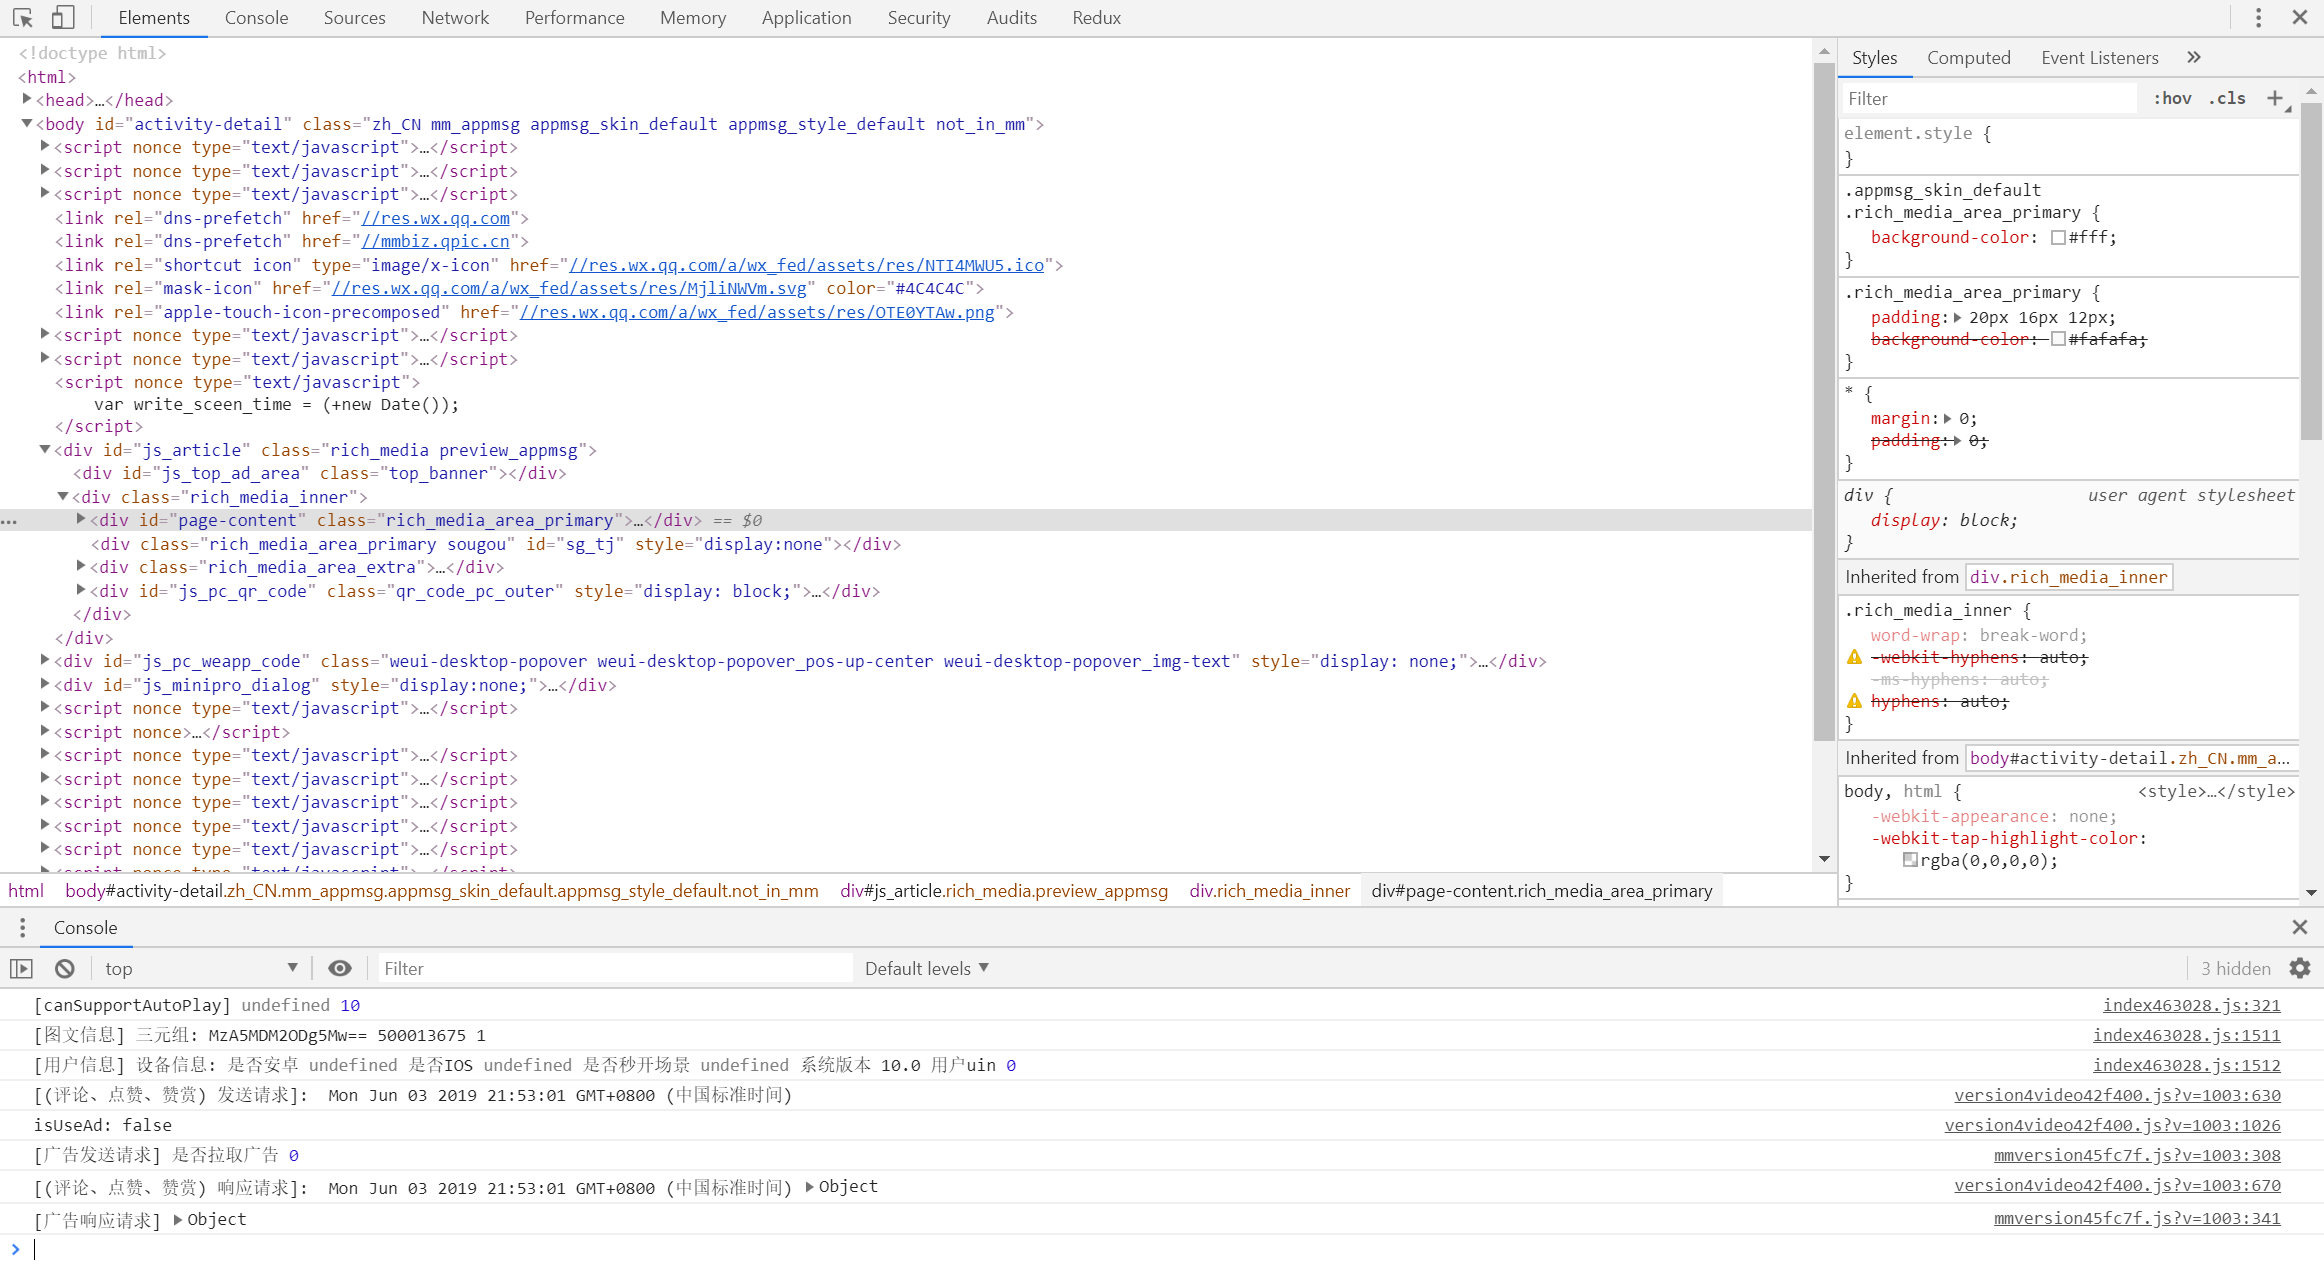 Elements Console Sources Network Performance Memory Application Security Audits Redux
<!doctype html>
<html>
<head>…</head>
<body id="activity-detail" class="zh_CN mm_appmsg appmsg_skin_default appmsg_style_default not_in_mm">
<script nonce type="text/javascript">…</script>
<script nonce type="text/javascript">…</script>
<script nonce type="text/javascript">…</script>
<link rel="dns-prefetch" href="//res.wx.qq.com">
<link rel="dns-prefetch" href="//mmbiz.qpic.cn">
<link rel="shortcut icon" type="image/x-icon" href="//res.wx.qq.com/a/wx_fed/assets/res/NTI4MWU5.ico">
<link rel="mask-icon" href="//res.wx.qq.com/a/wx_fed/assets/res/MjliNWVm.svg" color="#4C4C4C">
<link rel="apple-touch-icon-precomposed" href="//res.wx.qq.com/a/wx_fed/assets/res/OTE0YTAw.png">
<script nonce type="text/javascript">…</script>
<script nonce type="text/javascript">…</script>
<script nonce type="text/javascript">
var write_sceen_time = (+new Date());
</script>
<div id="js_article" class="rich_media preview_appmsg">
<div id="js_top_ad_area" class="top_banner"></div>
<div class="rich_media_inner">
<div id="page-content" class="rich_media_area_primary">…</div> == $0
<div class="rich_media_area_primary sougou" id="sg_tj" style="display:none"></div>
<div class="rich_media_area_extra">…</div>
<div id="js_pc_qr_code" class="qr_code_pc_outer" style="display: block;">…</div>
</div>
</div>
<div id="js_pc_weapp_code" class="weui-desktop-popover weui-desktop-popover_pos-up-center weui-desktop-popover_img-text" style="display: none;">…</div>
<div id="js_minipro_dialog" style="display:none;">…</div>
<script nonce type="text/javascript">…</script>
<script nonce>…</script>
<script nonce type="text/javascript">…</script>
<script nonce type="text/javascript">…</script>
<script nonce type="text/javascript">…</script>
<script nonce type="text/javascript">…</script>
<script nonce type="text/javascript">…</script>
html body#activity-detail.zh_CN.mm_appmsg.appmsg_skin_default.appmsg_style_default.not_in_mm div#js_article.rich_media.preview_appmsg div.rich_media_inner div#page-content.rich_media_area_primary
Styles Computed Event Listeners »
Filter :hov .cls +
element.style {
}
.appmsg_skin_default
.rich_media_area_primary {
background-color: #fff;
}
.rich_media_area_primary {
padding: 20px 16px 12px;
background-color: #fafafa;
}
* {
margin: 0;
padding: 0;
}
div { user agent stylesheet
display: block;
}
Inherited from div.rich_media_inner
.rich_media_inner {
word-wrap: break-word;
-webkit-hyphens: auto;
-ms-hyphens: auto;
hyphens: auto;
}
Inherited from body#activity-detail.zh_CN.mm_a…
body, html { <style>…</style>
-webkit-appearance: none;
-webkit-tap-highlight-color:
rgba(0,0,0,0);
}
Console
top Filter Default levels 3 hidden
[canSupportAutoPlay] undefined 10 index463028.js:321
[图文信息] 三元组: MzA5MDM2ODg5Mw== 500013675 1 index463028.js:1511
[用户信息] 设备信息: 是否安卓 undefined 是否IOS undefined 是否秒开场景 undefined 系统版本 10.0 用户uin 0 index463028.js:1512
[(评论、点赞、赞赏) 发送请求]: Mon Jun 03 2019 21:53:01 GMT+0800 (中国标准时间) version4video42f400.js?v=1003:630
isUseAd: false version4video42f400.js?v=1003:1026
[广告发送请求] 是否拉取广告 0 mmversion45fc7f.js?v=1003:308
[(评论、点赞、赞赏) 响应请求]: Mon Jun 03 2019 21:53:01 GMT+0800 (中国标准时间) Object version4video42f400.js?v=1003:670
[广告响应请求] Object mmversion45fc7f.js?v=1003:341